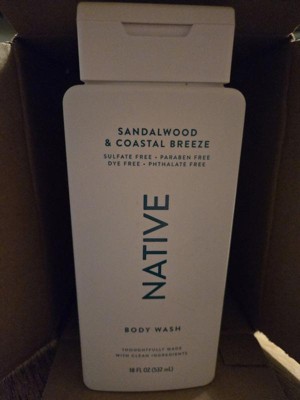 SANDALWOOD
& COASTAL BREEZE
SULFATE FREE • PARABEN FREE
DYE FREE • PHTHALATE FREE
NATIVE
BODY WASH
THOUGHTFULLY MADE
WITH CLEAN INGREDIENTS
18 FL OZ (532 mL)